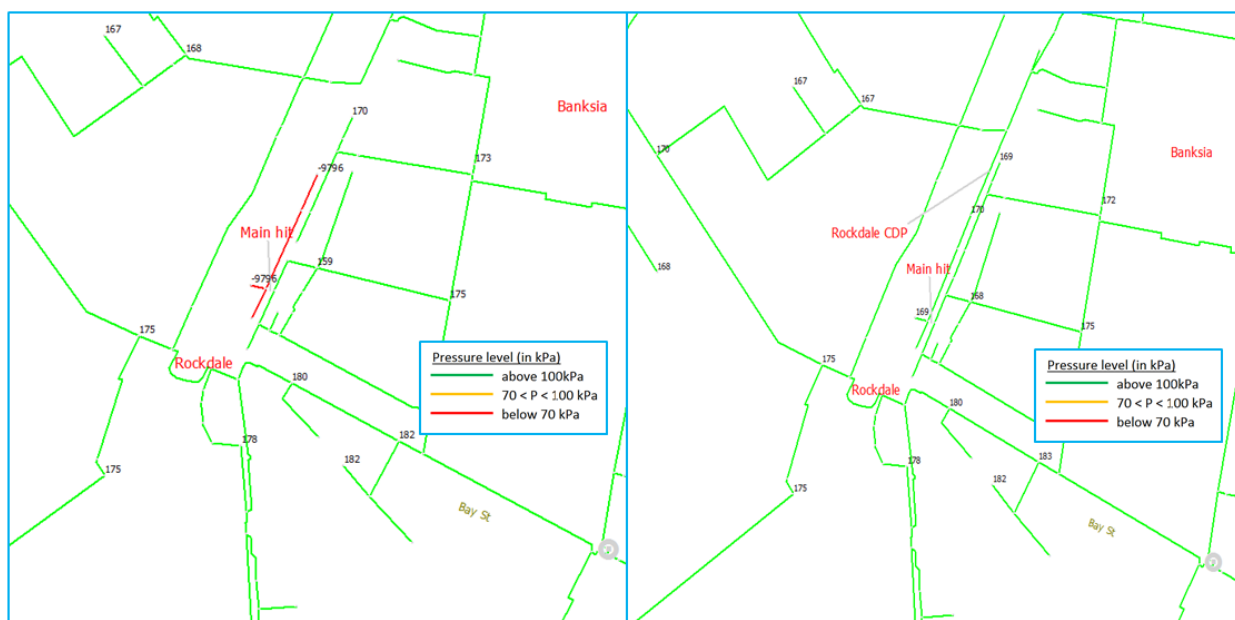 167
168
170
Banksia
-9796
173
Main hit
-9796
159
175
175
Rockdale
180
Pressure level (in kPa)
above 100kPa
70 < P < 100 kPa
below 70 kPa
178
182
182
175
Bay St
167
167
170
169
Banksia
172
170
Rockdale CDP
168
Main hit
169
168
175
175
Rockdale
180
Pressure level (in kPa)
above 100kPa
70 < P < 100 kPa
below 70 kPa
178
183
182
175
Bay St